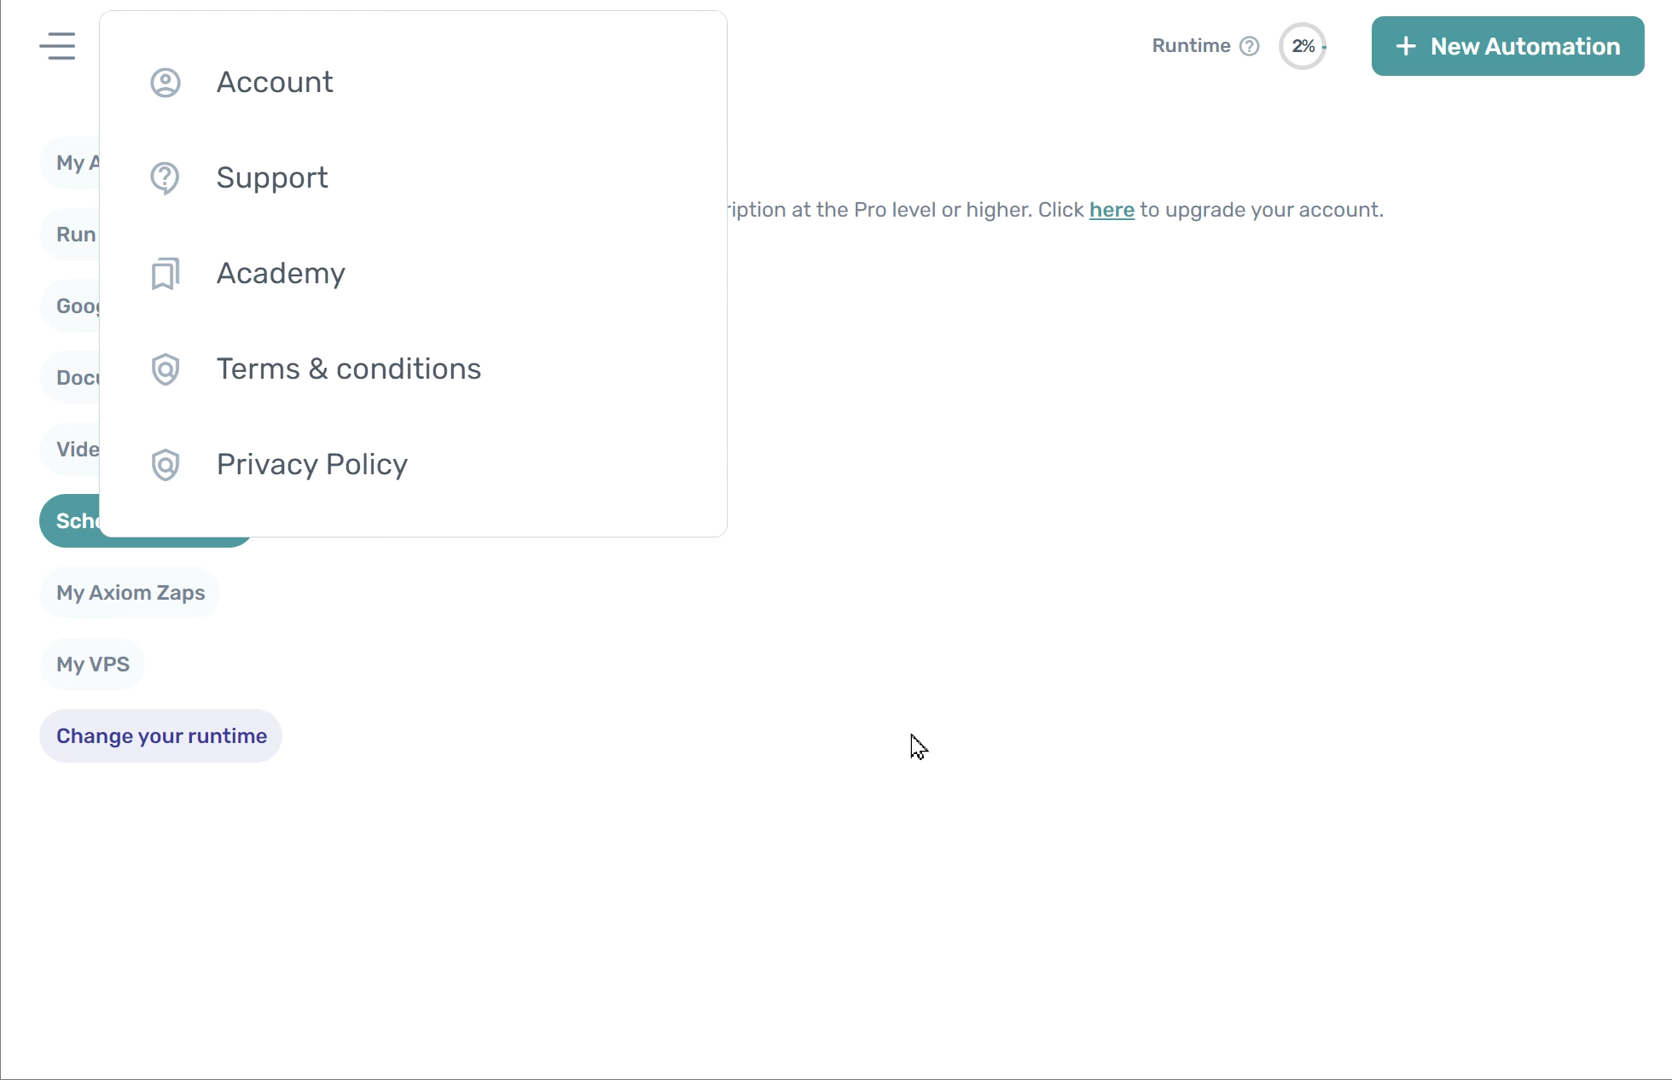 Account
Support
Academy
Terms & conditions
Privacy Policy
Runtime 2% + New Automation
My
Run
at the Pro level or higher. Click here to upgrade your account.
My Axiom Zaps
My VPS
Change your runtime